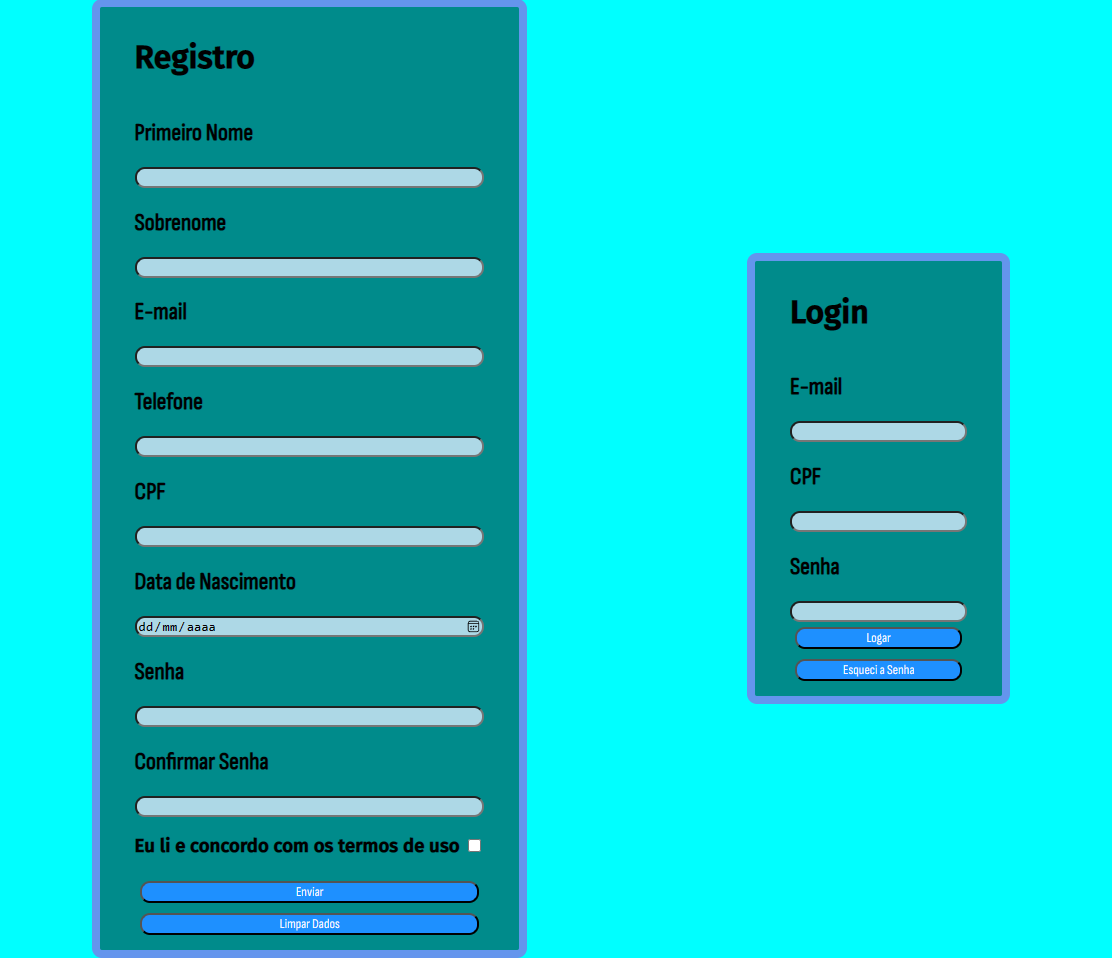 Registro
Primeiro Nome
Sobrenome
E-mail
Telefone
CPF
Data de Nascimento
dd/mm/aaaa
Senha
Confirmar Senha
Eu li e concordo com os termos de uso
Enviar
Limpar Dados
Login
E-mail
CPF
Senha
Logar
Esqueci a Senha